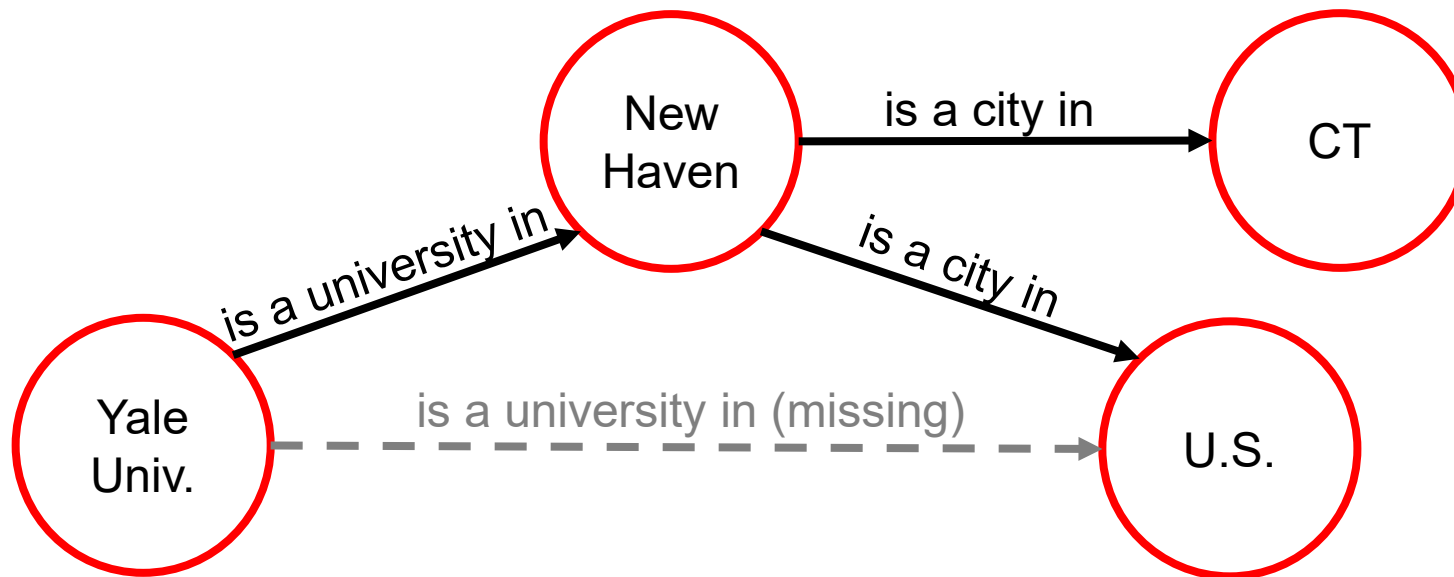 New
Haven
is a city in
CT
is a university in
is a city in
Yale
Univ.
is a university in (missing)
U.S.